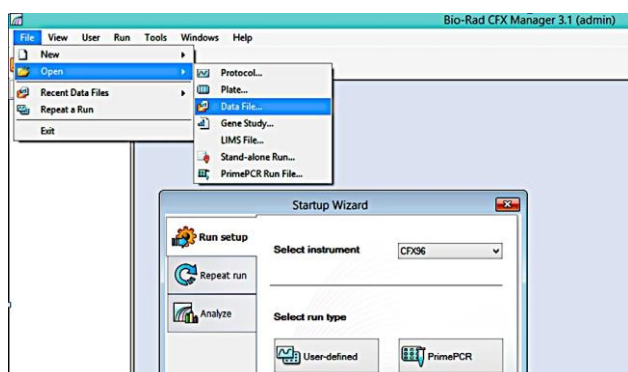 Bio-Rad CFX Manager 3.1 (admin)
File View User Run Tools Windows Help
New
Open
Recent Data Files
Repeat a Run
Exit
Protocol...
Plate...
Data File...
Gene Study...
LIMS File...
Stand-alone Run...
PrimePCR Run File...
Startup Wizard
Run setup
Repeat run
Analyze
Select instrument
CFX96
Select run type
User-defined
PrimePCR